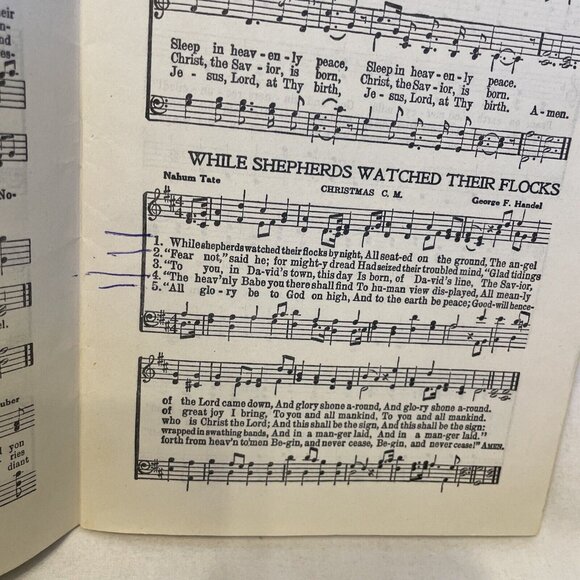 their
and
es-
No-
el.
uber
l you
ries
diant
Sleep in heav - en - ly peace, Sleep in heav - en - ly peace.
Christ, the Sav - ior, is born, Christ, the Sav - ior, is born.
Je - sus, Lord, at Thy birth, Je - sus, Lord, at Thy birth. A - men.
WHILE SHEPHERDS WATCHED THEIR FLOCKS
Nahum Tate CHRISTMAS C. M. George F. Handel
1. While shepherds watched their flocks by night, All seat-ed on the ground, The an-gel
2. "Fear not," said he; for might-y dread Had seized their troubled mind, "Glad tidings
3. "To you, in Da-vid's town, this day Is born, of Da-vid's line, The Sav-ior,
4. "The heav'nly Babe you there shall find To hu-man view dis-played, All mean-ly
5. "All glo - ry be to God on high, And to the earth be peace; Good-will hence-
of the Lord came down, And glory shone a-round, And glo-ry shone a-round.
of great joy I bring, To you and all mankind, To you and all mankind.
who is Christ the Lord; And this shall be the sign, And this shall be the sign:
wrapped in swathing bands, And in a man-ger laid, And in a man-ger laid."
forth from heav'n to men Be-gin, and never cease, Be-gin, and never cease!" AMEN.